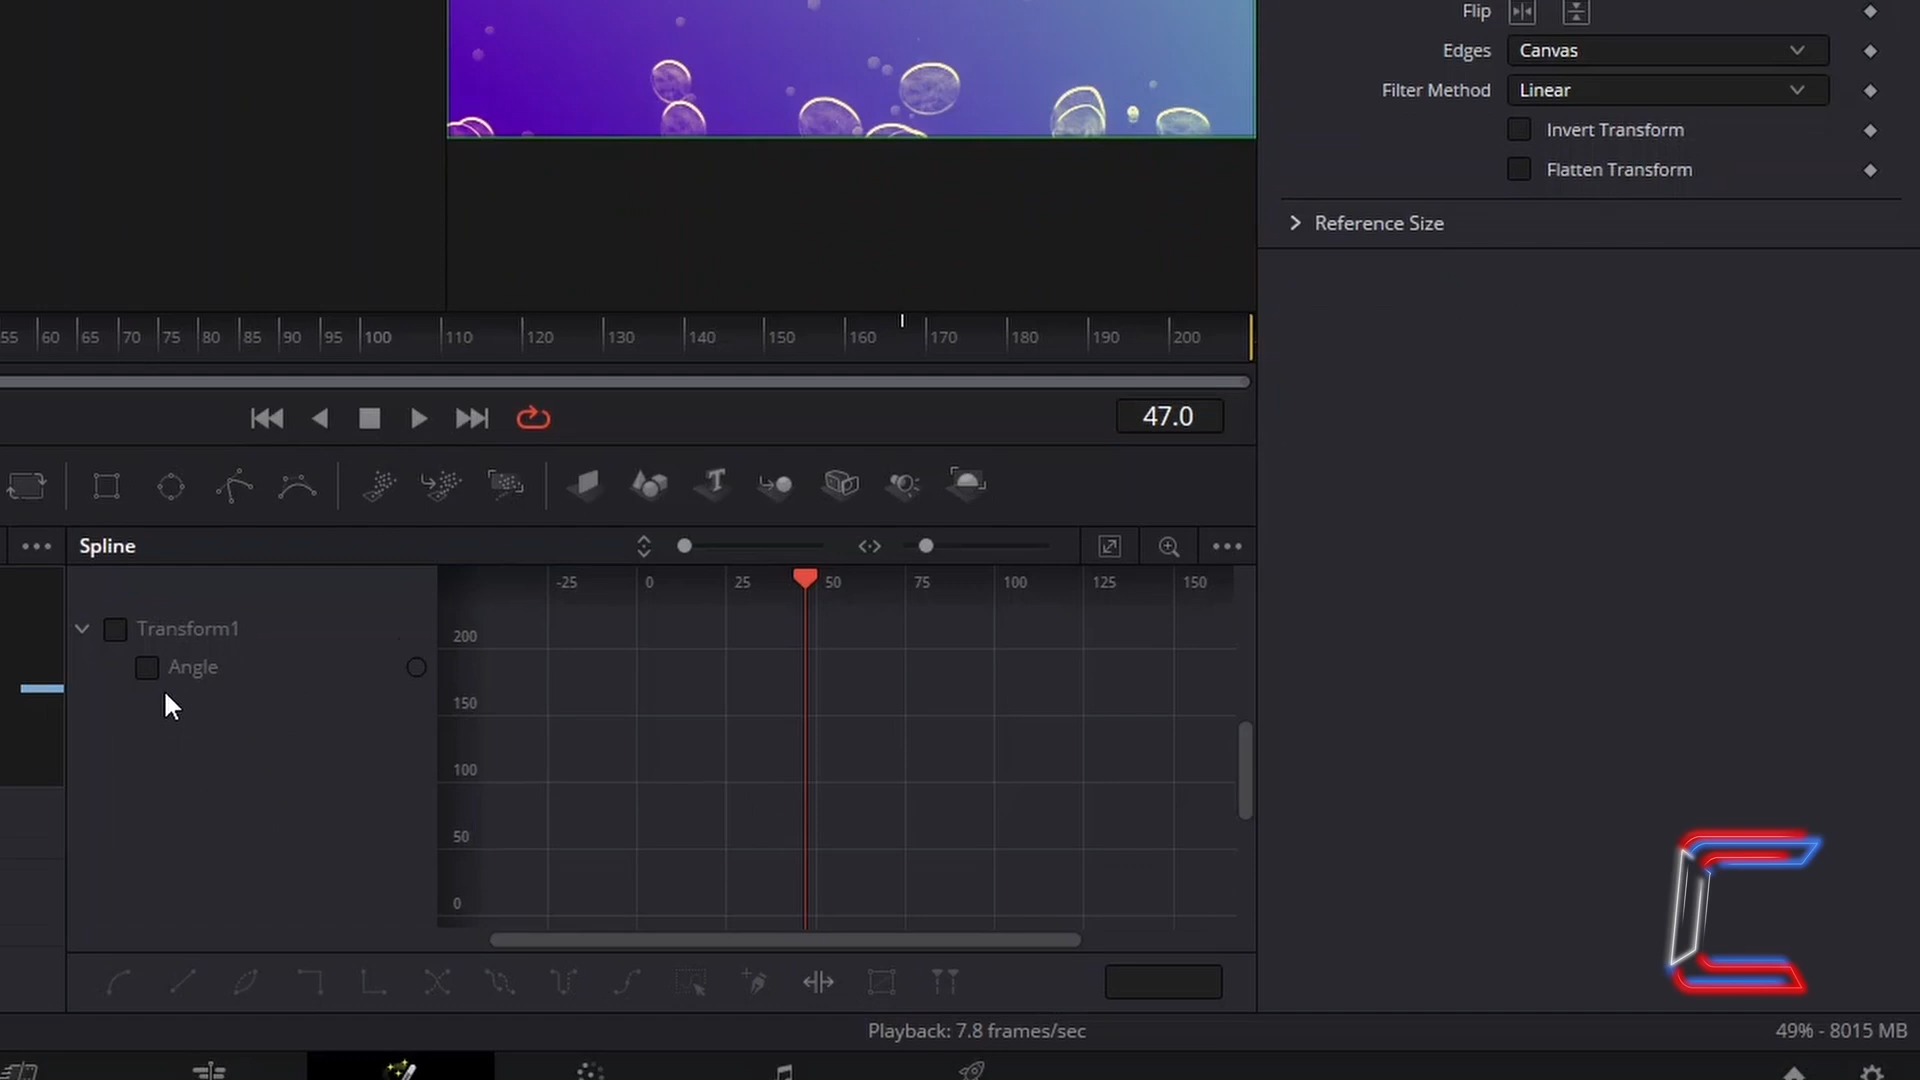 Flip
Edges Canvas
Filter Method Linear
Invert Transform
Flatten Transform
Reference Size
55 60 65 70 75 80 85 90 95 100 110 120 130 140 150 160 170 180 190 200
47.0
Spline
-25 0 25 50 75 100 125 150
Transform1
Angle
200
150
100
50
0
Playback: 7.8 frames/sec
49% - 8015 MB